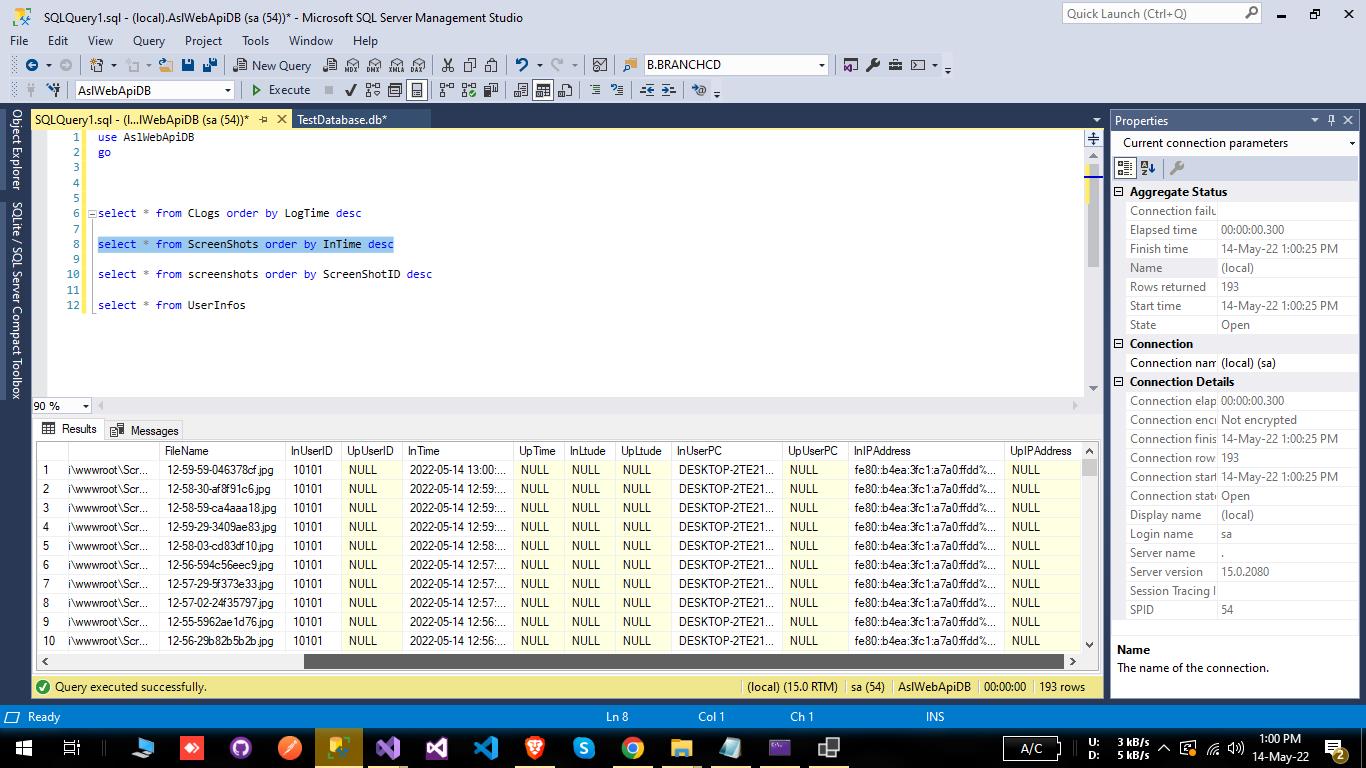 SQLQuery1.sql - (local).AslWebApiDB (sa (54))* - Microsoft SQL Server Management Studio
Quick Launch (Ctrl+Q)
File Edit View Query Project Tools Window Help
New Query MDX DMX XMLA DAX B.BRANCHCD
AslWebApiDB Execute
SQLQuery1.sql - (l...lWebApiDB (sa (54))* TestDatabase.db*
Object Explorer
SQLite / SQL Server Compact Toolbox
1 use AslWebApiDB
2 go
3
4
5
6 select * from CLogs order by LogTime desc
7
8 select * from ScreenShots order by InTime desc
9
10 select * from screenshots order by ScreenShotID desc
11
12 select * from UserInfos
90 %
Results Messages
FileName InUserID UpUserID InTime UpTime InLtude UpLtude InUserPC UpUserPC InIPAddress UpIPAddress
1 i\wwwroot\Scr... 12-59-59-046378cf.jpg 10101 NULL 2022-05-14 13:00:... NULL NULL NULL DESKTOP-2TE21... NULL fe80::b4ea:3fc1:a7a0:ffdd%... NULL
2 i\wwwroot\Scr... 12-58-30-af8f91c6.jpg 10101 NULL 2022-05-14 12:59:... NULL NULL NULL DESKTOP-2TE21... NULL fe80::b4ea:3fc1:a7a0:ffdd%... NULL
3 i\wwwroot\Scr... 12-58-59-ca4aaa18.jpg 10101 NULL 2022-05-14 12:59:... NULL NULL NULL DESKTOP-2TE21... NULL fe80::b4ea:3fc1:a7a0:ffdd%... NULL
4 i\wwwroot\Scr... 12-59-29-3409ae83.jpg 10101 NULL 2022-05-14 12:59:... NULL NULL NULL DESKTOP-2TE21... NULL fe80::b4ea:3fc1:a7a0:ffdd%... NULL
5 i\wwwroot\Scr... 12-58-03-cd83df10.jpg 10101 NULL 2022-05-14 12:58:... NULL NULL NULL DESKTOP-2TE21... NULL fe80::b4ea:3fc1:a7a0:ffdd%... NULL
6 i\wwwroot\Scr... 12-56-594c56eec9.jpg 10101 NULL 2022-05-14 12:57:... NULL NULL NULL DESKTOP-2TE21... NULL fe80::b4ea:3fc1:a7a0:ffdd%... NULL
7 i\wwwroot\Scr... 12-57-29-5f373e33.jpg 10101 NULL 2022-05-14 12:57:... NULL NULL NULL DESKTOP-2TE21... NULL fe80::b4ea:3fc1:a7a0:ffdd%... NULL
8 i\wwwroot\Scr... 12-57-02-24f35797.jpg 10101 NULL 2022-05-14 12:57:... NULL NULL NULL DESKTOP-2TE21... NULL fe80::b4ea:3fc1:a7a0:ffdd%... NULL
9 i\wwwroot\Scr... 12-55-5962ae1d76.jpg 10101 NULL 2022-05-14 12:56:... NULL NULL NULL DESKTOP-2TE21... NULL fe80::b4ea:3fc1:a7a0:ffdd%... NULL
10 i\wwwroot\Scr... 12-56-29b82b5b2b.jpg 10101 NULL 2022-05-14 12:56:... NULL NULL NULL DESKTOP-2TE21... NULL fe80::b4ea:3fc1:a7a0:ffdd%... NULL
Query executed successfully. (local) (15.0 RTM) sa (54) AslWebApiDB 00:00:00 193 rows
Properties
Current connection parameters
Aggregate Status
Connection failu
Elapsed time 00:00:00.300
Finish time 14-May-22 1:00:25 PM
Name (local)
Rows returned 193
Start time 14-May-22 1:00:25 PM
State Open
Connection
Connection nam (local) (sa)
Connection Details
Connection elap 00:00:00.300
Connection encr Not encrypted
Connection finis 14-May-22 1:00:25 PM
Connection row 193
Connection start 14-May-22 1:00:25 PM
Connection state Open
Display name (local)
Login name sa
Server name .
Server version 15.0.2080
Session Tracing I
SPID 54
Name
The name of the connection.
Ready Ln 8 Col 1 Ch 1 INS
A/C U: 3 kB/s D: 5 kB/s 1:00 PM 14-May-22 2